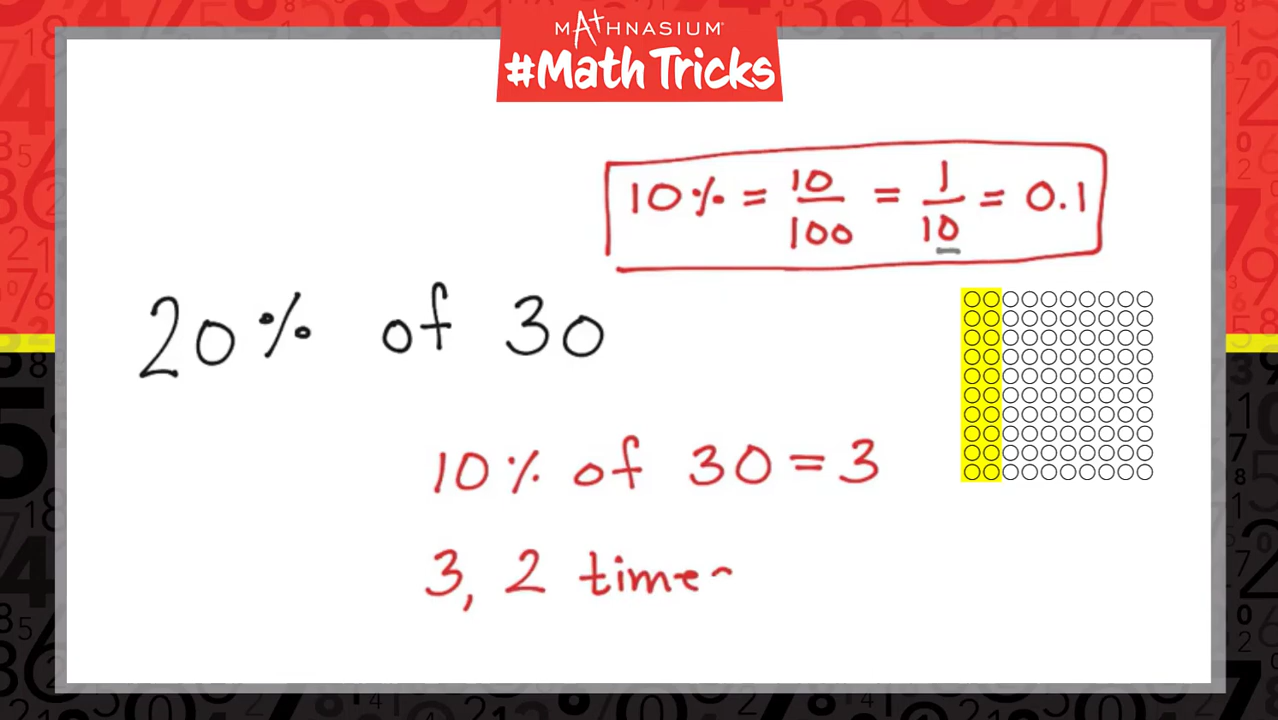 MATHNASIUM
#MathTricks
10% = 10/100 = 1/10 = 0.1
20% of 30
10% of 30 = 3
3, 2 time